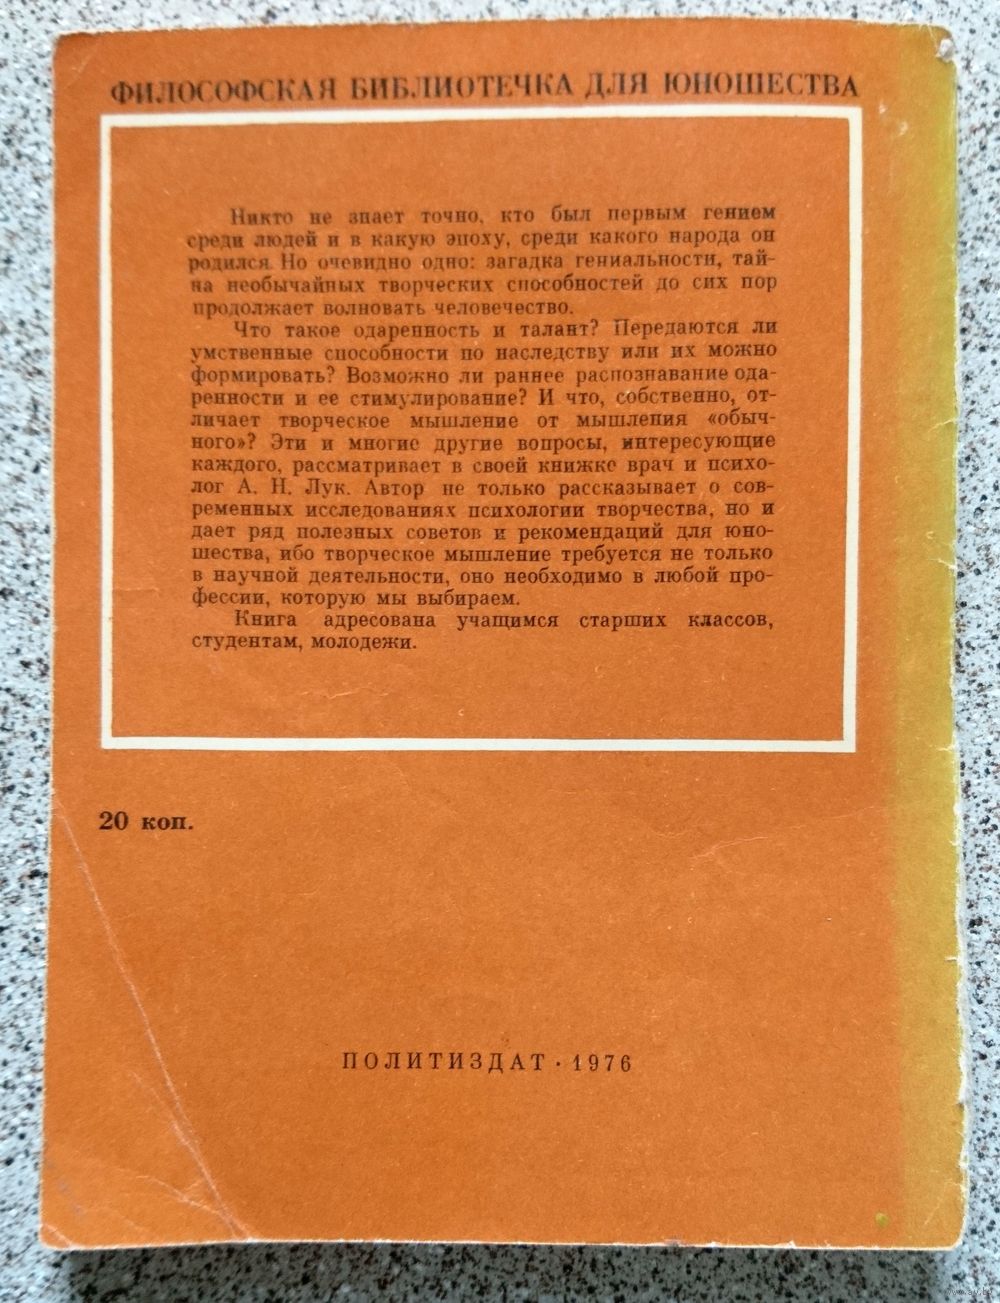 ФИЛОСОФСКАЯ БИБЛИОТЕЧКА ДЛЯ ЮНОШЕСТВА
Никто не знает точно, кто был первым гением
среди людей и в какую эпоху, среди какого народа он
родился. Но очевидно одно: загадка гениальности, тай-
на необычайных творческих способностей до сих пор
продолжает волновать человечество.
Что такое одаренность и талант? Передаются ли
умственные способности по наследству или их можно
формировать? Возможно ли раннее распознавание ода-
ренности и ее стимулирование? И что, собственно, от-
личает творческое мышление от мышления «обыч-
ного»? Эти и многие другие вопросы, интересующие
каждого, рассматривает в своей книжке врач и психо-
лог А. Н. Лук. Автор не только рассказывает о сов-
ременных исследованиях психологии творчества, но и
дает ряд полезных советов и рекомендаций для юно-
шества, ибо творческое мышление требуется не только
в научной деятельности, оно необходимо в любой про-
фессии, которую мы выбираем.
Книга адресована учащимся старших классов,
студентам, молодежи.
20 коп.
ПОЛИТИЗДАТ · 1976
www.ay.by